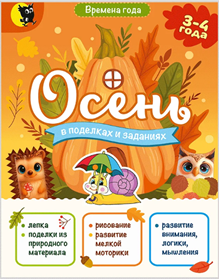 Времена года
3-4
года
Осень
в поделках и заданиях
• лепка
• поделки из
природного
материала
• рисование
• развитие
мелкой
моторики
• развитие
внимания,
логики,
мышления